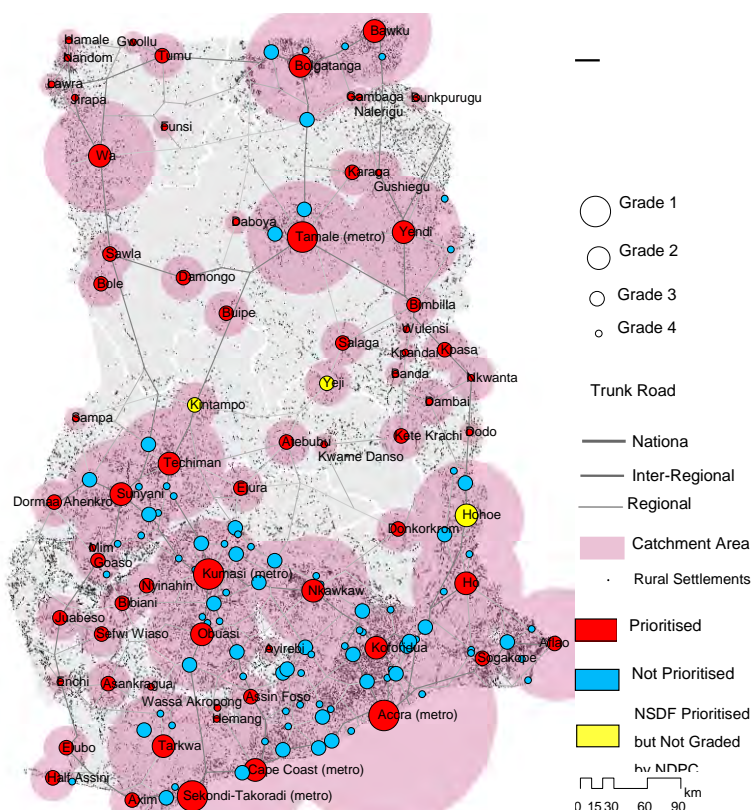 Hamale
Gwollu
Bawku
Nandom
Tumu
Bolgatanga
Lawra
Jirapa
Gambaga
Bunkpurugu
Nalerigu
Funsi
Wa
Karaga
Gushiegu
Daboya
Tamale (metro)
Yendi
Sawla
Damongo
Bole
Buipe
Bimbilla
Wulensi
Salaga
Kpandai
Kpasa
Banda
Nkwanta
Yeji
Dambai
Kintampo
Sampa
Atebubu
Kete Krachi
Dodo
Kwame Danso
Techiman
Ejura
Sunyani
Dormaa Ahenkro
Hohoe
Donkorkrom
Mim
Goaso
Kumasi (metro)
Nyinahin
Nkawkaw
Ho
Bibiani
Juabeso
Sefwi Wiaso
Obuasi
Ayirebi
Koforidua
Aflao
Sogakope
Enchi
Asankragua
Wassa Akropong
Assin Foso
Hemang
Accra (metro)
Elubo
Tarkwa
Half Assini
Cape Coast (metro)
Axim
Sekondi-Takoradi (metro)
Grade 1
Grade 2
Grade 3
Grade 4
Trunk Road
Nationa
Inter-Regional
Regional
Catchment Area
Rural Settlements
Prioritised
Not Prioritised
NSDF Prioritised
but Not Graded
by NDPC
km
0 15 30 60 90